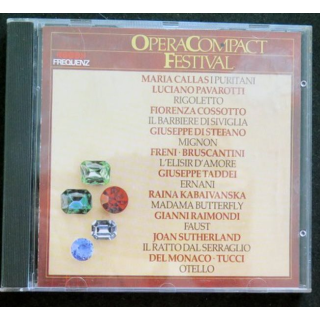 OPERACOMPACT
FESTIVAL
FREQUENZ
MARIA CALLAS I PURITANI
LUCIANO PAVAROTTI
RIGOLETTO
FIORENZA COSSOTTO
IL BARBIERE DI SIVIGLIA
GIUSEPPE DI STEFANO
MIGNON
FRENI - BRUSCANTINI
L'ELISIR D'AMORE
GIUSEPPE TADDEI
ERNANI
RAINA KABAIVANSKA
MADAMA BUTTERFLY
GIANNI RAIMONDI
FAUST
JOAN SUTHERLAND
IL RATTO DAL SERRAGLIO
DEL MONACO - TUCCI
OTELLO